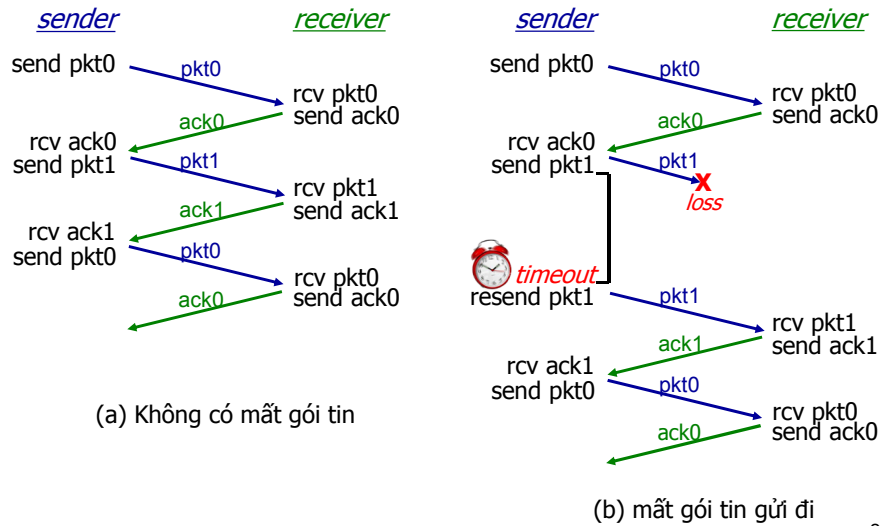 sender
receiver
send pkt0
pkt0
rcv pkt0
send ack0
ack0
rcv ack0
send pkt1
pkt1
rcv pkt1
send ack1
ack1
rcv ack1
send pkt0
pkt0
rcv pkt0
send ack0
ack0
(a) Không có mất gói tin
sender
receiver
send pkt0
pkt0
rcv pkt0
send ack0
ack0
rcv ack0
send pkt1
pkt1
X
loss
timeout
resend pkt1
pkt1
rcv pkt1
send ack1
ack1
rcv ack1
send pkt0
pkt0
rcv pkt0
send ack0
ack0
(b) mất gói tin gửi đi